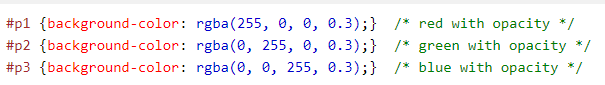 #p1 {background-color: rgba(255, 0, 0, 0.3);}  /* red with opacity */
#p2 {background-color: rgba(0, 255, 0, 0.3);}  /* green with opacity */
#p3 {background-color: rgba(0, 0, 255, 0.3);}  /* blue with opacity */